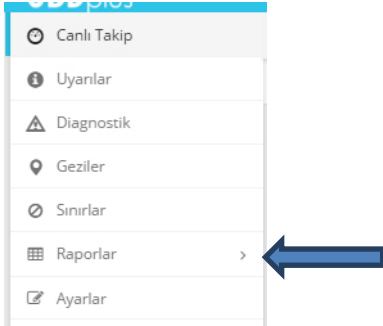 Canlı Takip
Uyarılar
Diagnostik
Geziler
Sınırlar
Raporlar
Ayarlar